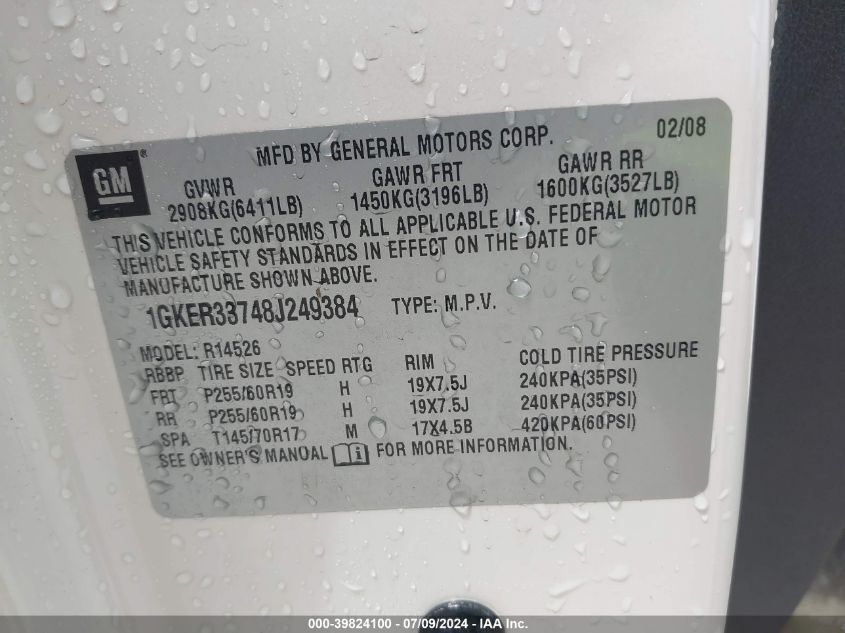 GM®
MFD BY GENERAL MOTORS CORP. 02/08
GVWR GAWR FRT GAWR RR
2908KG(6411LB) 1450KG(3196LB) 1600KG(3527LB)
THIS VEHICLE CONFORMS TO ALL APPLICABLE U.S. FEDERAL MOTOR
VEHICLE SAFETY STANDARDS IN EFFECT ON THE DATE OF
MANUFACTURE SHOWN ABOVE.
1GKER33748J249384 TYPE: M.P.V.
MODEL: R14526
RBBP TIRE SIZE SPEED RTG RIM COLD TIRE PRESSURE
FRT P255/60R19 H 19X7.5J 240KPA(35PSI)
RR P255/60R19 H 19X7.5J 240KPA(35PSI)
SPA T145/70R17 M 17X4.5B 420KPA(60PSI)
SEE OWNER'S MANUAL FOR MORE INFORMATION.
000-39824100 - 07/09/2024 - IAA Inc.